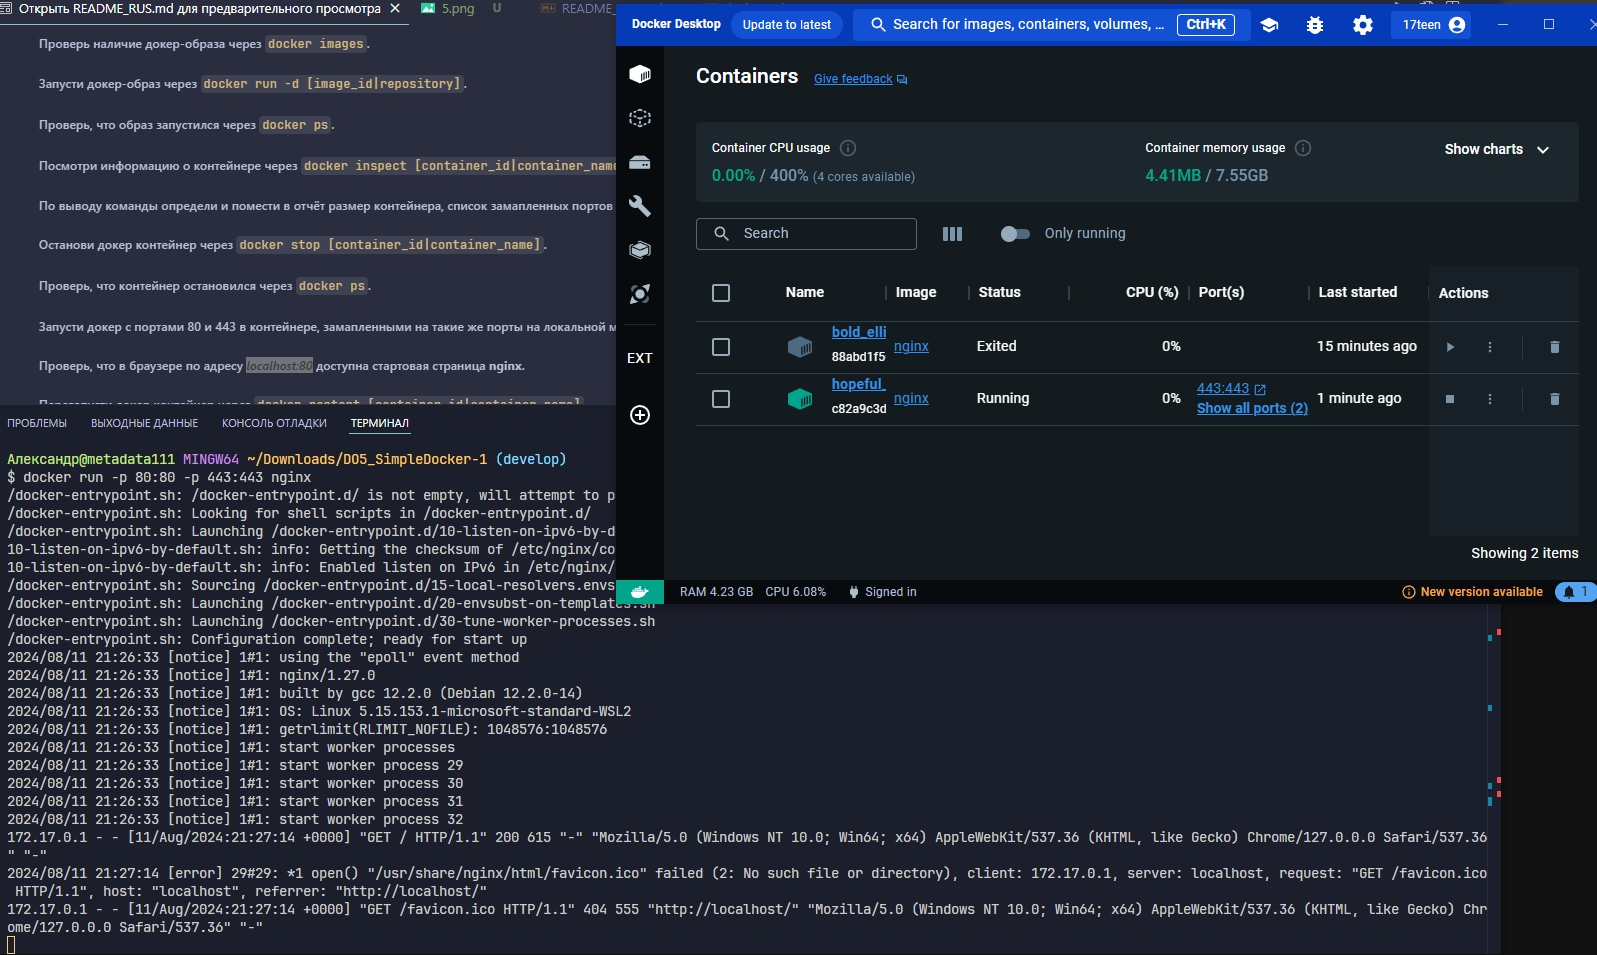 Открыть README_RUS.md для предварительного просмотра
5.png U
README_
Проверь наличие докер-образа через docker images.
Запусти докер-образ через docker run -d [image_id|repository].
Проверь, что образ запустился через docker ps.
Посмотри информацию о контейнере через docker inspect [container_id|container_name
По выводу команды определи и помести в отчёт размер контейнера, список замапленных портов
Останови докер контейнер через docker stop [container_id|container_name].
Проверь, что контейнер остановился через docker ps.
Запусти докер с портами 80 и 443 в контейнере, замапленными на такие же порты на локальной м
Проверь, что в браузере по адресу localhost:80 доступна стартовая страница nginx.
Перезапусти докер контейнер через docker restart [container_id|container_name]
Docker Desktop
Update to latest
Search for images, containers, volumes, ...
Ctrl+K
17teen
EXT
Containers
Give feedback
Container CPU usage
0.00% / 400% (4 cores available)
Container memory usage
4.41MB / 7.55GB
Show charts
Search
Only running
Name Image Status CPU (%) Port(s) Last started Actions
bold_elli
88abd1f5
nginx Exited 0% 15 minutes ago
hopeful_
c82a9c3d
nginx Running 0%
443:443
Show all ports (2)
1 minute ago
Showing 2 items
RAM 4.23 GB CPU 6.08% Signed in
New version available
1
ПРОБЛЕМЫ ВЫХОДНЫЕ ДАННЫЕ КОНСОЛЬ ОТЛАДКИ ТЕРМИНАЛ
Александр@metadata111 MINGW64 ~/Downloads/DO5_SimpleDocker-1 (develop)
$ docker run -p 80:80 -p 443:443 nginx
/docker-entrypoint.sh: /docker-entrypoint.d/ is not empty, will attempt to p
/docker-entrypoint.sh: Looking for shell scripts in /docker-entrypoint.d/
/docker-entrypoint.sh: Launching /docker-entrypoint.d/10-listen-on-ipv6-by-d
10-listen-on-ipv6-by-default.sh: info: Getting the checksum of /etc/nginx/co
10-listen-on-ipv6-by-default.sh: info: Enabled listen on IPv6 in /etc/nginx/
/docker-entrypoint.sh: Sourcing /docker-entrypoint.d/15-local-resolvers.envs
/docker-entrypoint.sh: Launching /docker-entrypoint.d/20-envsubst-on-templates.sh
/docker-entrypoint.sh: Launching /docker-entrypoint.d/30-tune-worker-processes.sh
/docker-entrypoint.sh: Configuration complete; ready for start up
2024/08/11 21:26:33 [notice] 1#1: using the "epoll" event method
2024/08/11 21:26:33 [notice] 1#1: nginx/1.27.0
2024/08/11 21:26:33 [notice] 1#1: built by gcc 12.2.0 (Debian 12.2.0-14)
2024/08/11 21:26:33 [notice] 1#1: OS: Linux 5.15.153.1-microsoft-standard-WSL2
2024/08/11 21:26:33 [notice] 1#1: getrlimit(RLIMIT_NOFILE): 1048576:1048576
2024/08/11 21:26:33 [notice] 1#1: start worker processes
2024/08/11 21:26:33 [notice] 1#1: start worker process 29
2024/08/11 21:26:33 [notice] 1#1: start worker process 30
2024/08/11 21:26:33 [notice] 1#1: start worker process 31
2024/08/11 21:26:33 [notice] 1#1: start worker process 32
172.17.0.1 - - [11/Aug/2024:21:27:14 +0000] "GET / HTTP/1.1" 200 615 "-" "Mozilla/5.0 (Windows NT 10.0; Win64; x64) AppleWebKit/537.36 (KHTML, like Gecko) Chrome/127.0.0.0 Safari/537.36
" "-"
2024/08/11 21:27:14 [error] 29#29: *1 open() "/usr/share/nginx/html/favicon.ico" failed (2: No such file or directory), client: 172.17.0.1, server: localhost, request: "GET /favicon.ico
HTTP/1.1", host: "localhost", referrer: "http://localhost/"
172.17.0.1 - - [11/Aug/2024:21:27:14 +0000] "GET /favicon.ico HTTP/1.1" 404 555 "http://localhost/" "Mozilla/5.0 (Windows NT 10.0; Win64; x64) AppleWebKit/537.36 (KHTML, like Gecko) Chr
ome/127.0.0.0 Safari/537.36" "-"